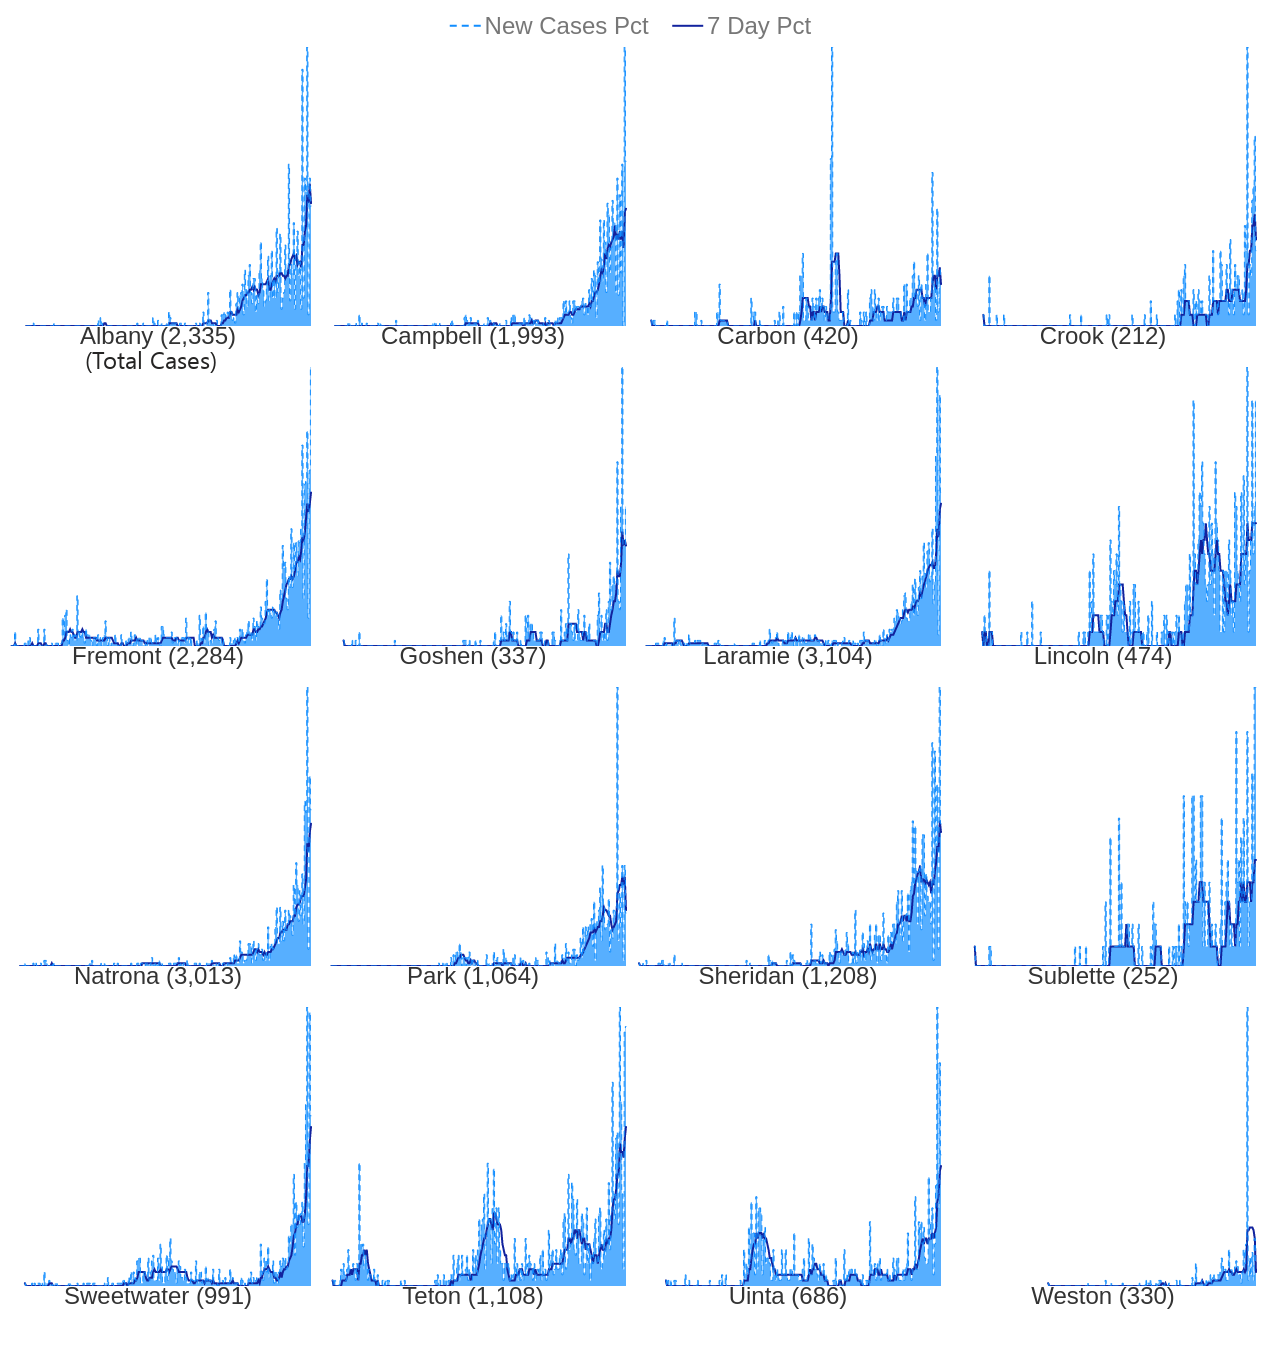 New Cases Pct 7 Day Pct
Albany (2,335) Campbell (1,993) Carbon (420) Crook (212)
(Total Cases)
Fremont (2,284) Goshen (337) Laramie (3,104) Lincoln (474)
Natrona (3,013) Park (1,064) Sheridan (1,208) Sublette (252)
Sweetwater (991) Teton (1,108) Uinta (686) Weston (330)